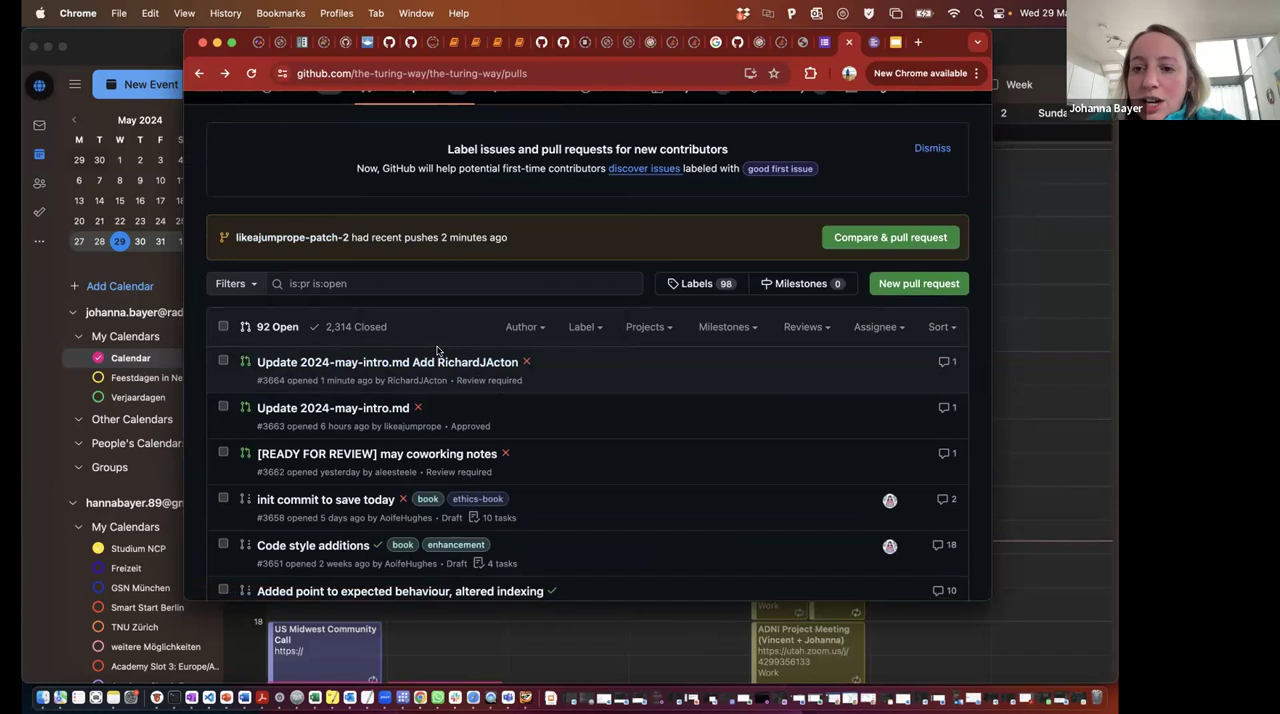 Chrome File Edit View History Bookmarks Profiles Tab Window Help
Wed 29 Ma
github.com/the-turing-way/the-turing-way/pulls
New Chrome available
Johanna Bayer
New Event
May 2024
M T W T F S
29 30 1 2 3 4
6 7 8 9 10 11
13 14 15 16 17 18
20 21 22 23 24 25
27 28 29 30 31 1
Add Calendar
johanna.bayer@rad
My Calendars
Calendar
Feestdagen in Ne
Verjaardagen
Other Calendars
People's Calendars
Groups
hannabayer.89@gm
My Calendars
Studium NCP
Freizeit
GSN München
Smart Start Berlin
TNU Zürich
weitere Möglichkeiten
Academy Slot 3: Europe/A..
Week
2 Sunda
Label issues and pull requests for new contributors
Dismiss
Now, GitHub will help potential first-time contributors discover issues labeled with good first issue
likeajumprope-patch-2 had recent pushes 2 minutes ago
Compare & pull request
Filters
is:pr is:open
Labels 98
Milestones 0
New pull request
92 Open 2,314 Closed
Author Label Projects Milestones Reviews Assignee Sort
Update 2024-may-intro.md Add RichardJActon
1
#3664 opened 1 minute ago by RichardJActon • Review required
Update 2024-may-intro.md
1
#3663 opened 6 hours ago by likeajumprope • Approved
[READY FOR REVIEW] may coworking notes
1
#3662 opened yesterday by aleesteele • Review required
init commit to save today book ethics-book
2
#3658 opened 5 days ago by AoifeHughes • Draft 10 tasks
Code style additions book enhancement
18
#3651 opened 2 weeks ago by AoifeHughes • Draft 4 tasks
Added point to expected behaviour, altered indexing
10
18
US Midwest Community
Call
https://
Work
ADNI Project Meeting
(Vincent + Johanna)
https://utah.zoom.us/j/
4299356133
Work